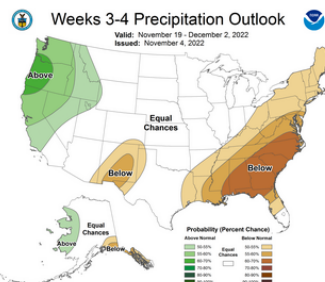 Weeks 3-4 Precipitation Outlook
Valid: November 19 - December 2, 2022
Issued: November 4, 2022
Above
Equal
Chances
Below
Below
Equal
Chances
Above
Below
Probability (Percent Chance)
Above Normal
Below Normal
Equal
Chances